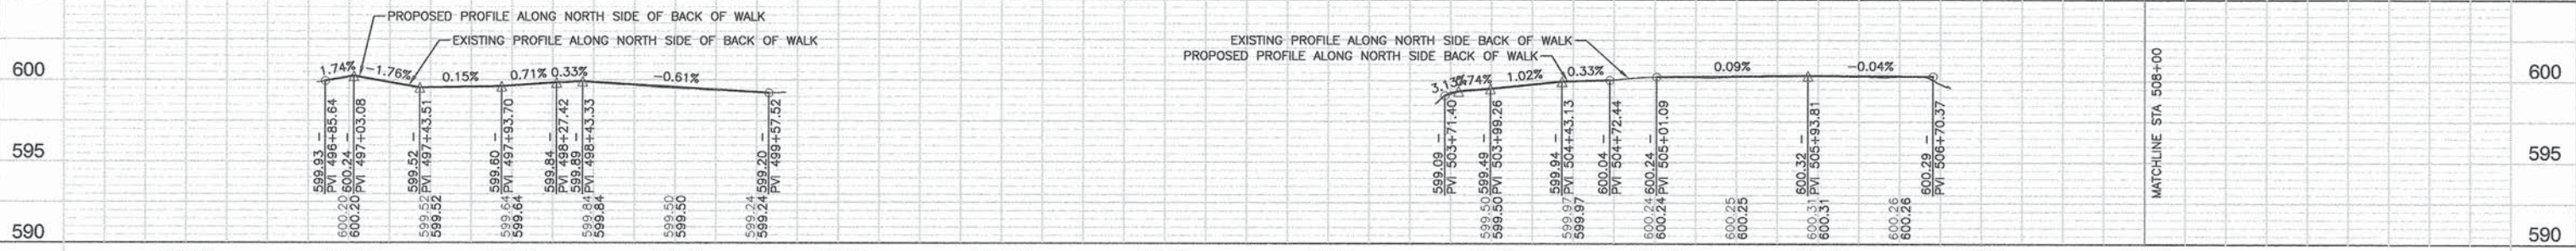 PROPOSED PROFILE ALONG NORTH SIDE OF BACK OF WALK
EXISTING PROFILE ALONG NORTH SIDE OF BACK OF WALK
EXISTING PROFILE ALONG NORTH SIDE BACK OF WALK
PROPOSED PROFILE ALONG NORTH SIDE BACK OF WALK
600
1.74%
-1.76%
0.15%
0.71%
0.33%
-0.61%
3.13%
1.02%
0.33%
0.09%
-0.04%
600
595
599.93
PVI 496+85.64
600.24
PVI 497+03.08
599.52
PVI 497+43.51
599.60
PVI 497+93.70
599.84
PVI 498+27.42
599.89
PVI 498+43.33
599.20
PVI 499+57.52
599.09
PVI 503+71.40
599.49
PVI 503+99.26
599.94
PVI 504+43.13
600.04
PVI 504+72.44
600.24
PVI 505+01.09
600.32
PVI 505+93.81
600.29
PVI 506+70.37
MATCHLINE STA 508+00
595
590
600.20
600.20
599.52
599.52
599.64
599.64
599.84
599.84
599.50
599.50
599.24
599.24
599.50
599.50
599.97
599.97
600.24
600.24
600.25
600.25
600.31
600.31
600.26
600.26
590